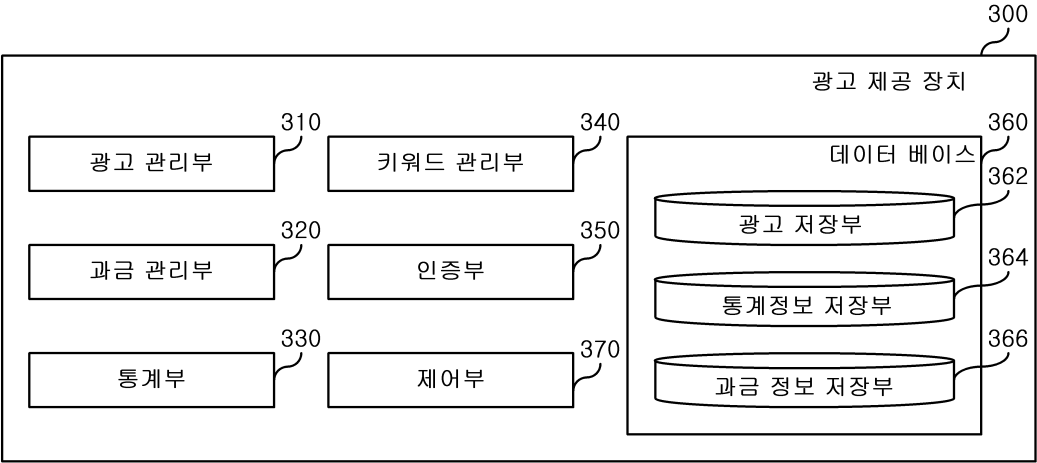 300
광고 제공 장치
310
광고 관리부
340
키워드 관리부
360
데이터 베이스
362
광고 저장부
320
과금 관리부
350
인증부
364
통계정보 저장부
330
통계부
370
제어부
366
과금 정보 저장부